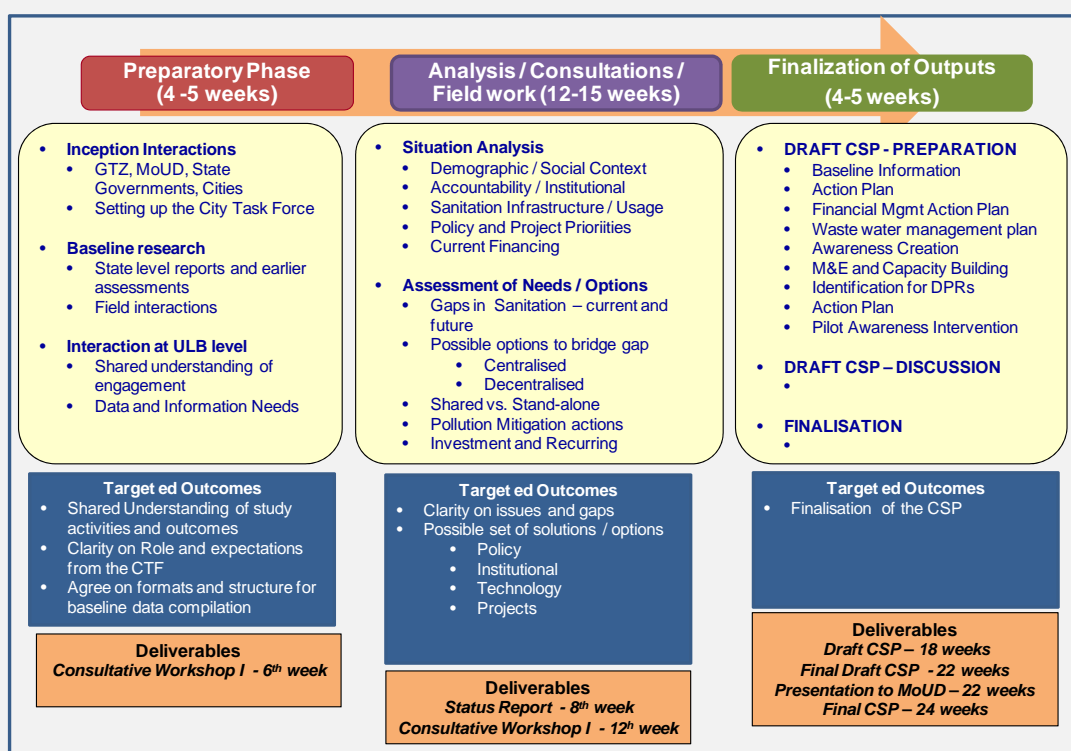 Preparatory Phase
(4 -5 weeks)
Analysis / Consultations /
Field work (12-15 weeks)
Finalization of Outputs
(4-5 weeks)
• Inception Interactions
• GTZ, MoUD, State
Governments, Cities
• Setting up the City Task Force
• Baseline research
• State level reports and earlier
assessments
• Field interactions
• Interaction at ULB level
• Shared understanding of
engagement
• Data and Information Needs
• Situation Analysis
• Demographic / Social Context
• Accountability / Institutional
• Sanitation Infrastructure / Usage
• Policy and Project Prioriities
• Current Financing
• Assessment of Needs / Options
• Gaps in Sanitation – current and
future
• Possible options to bridge gap
• Centralised
• Decentralised
• Shared vs. Stand-alone
• Pollution Mitigation actions
• Investment and Recurring
• DRAFT CSP - PREPARATION
• Baseline Information
• Action Plan
• Financial Mgmt Action Plan
• Waste water management plan
• Awareness Creation
• M&E and Capacity Building
• Identification for DPRs
• Action Plan
• Pilot Awareness Intervention
• DRAFT CSP – DISCUSSION
•
• FINALISATION
•
Targeted Outcomes
• Shared Understanding of study
activities and outcomes
• Clarity on Role and expectations
from the CTF
• Agree on formats and structure for
baseline data compilation
Targeted Outcomes
• Clarity on issues and gaps
• Possible set of solutions / options
• Policy
• Institutional
• Technology
• Projects
Targeted Outcomes
• Finalisation of the CSP
Deliverables
Consultative Workshop I - 6th week
Deliverables
Status Report - 8th week
Consultative Workshop I - 12h week
Deliverables
Draft CSP – 18 weeks
Final Draft CSP - 22 weeks
Presentation to MoUD – 22 weeks
Final CSP – 24 weeks